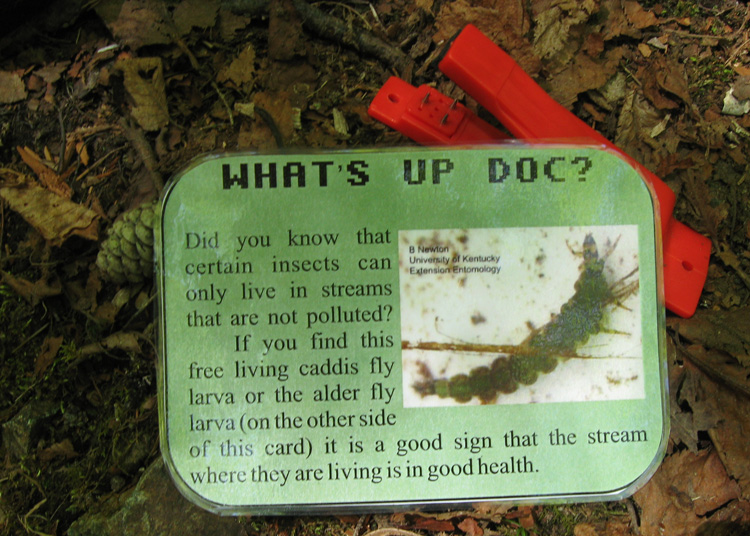 WHAT'S UP DOC?
Did you know that
certain insects can
only live in streams
that are not polluted?
If you find this
free living caddis fly
larva or the alder fly
larva (on the other side
of this card) it is a good sign that the stream
where they are living is in good health.
B Newton
University of Kentucky
Extension Entomology